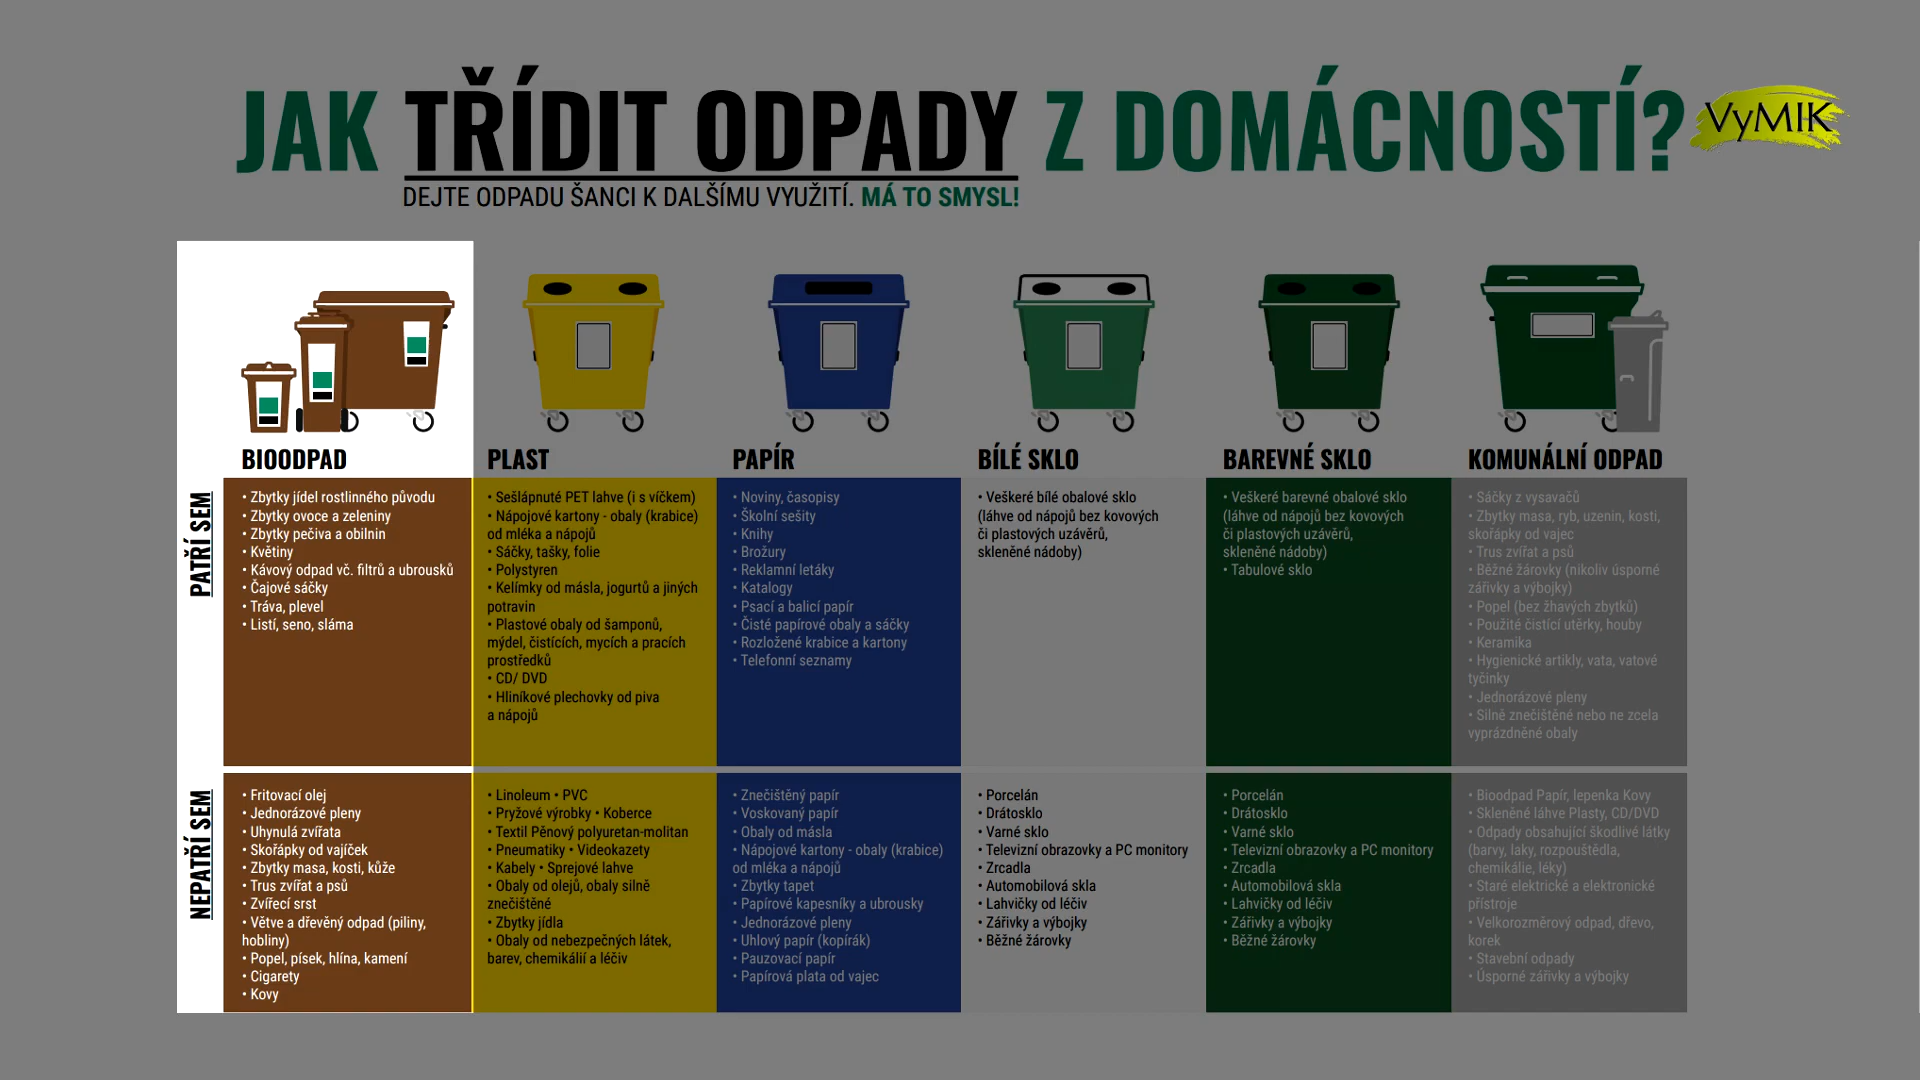 JAK TŘÍDIT ODPADY Z DOMÁCNOSTÍ?
VyMIK
DEJTE ODPADU ŠANCI K DALŠÍMU VYUŽITÍ. MÁ TO SMYSL!
BIOODPAD
PLAST
PAPÍR
BÍLÉ SKLO
BAREVNÉ SKLO
KOMUNÁLNÍ ODPAD
PATŘÍ SEM
• Zbytky jídel rostlinného původu
• Zbytky ovoce a zeleniny
• Zbytky pečiva a obilnin
• Květiny
• Kávový odpad vč. filtrů a ubrousků
• Čajové sáčky
• Tráva, plevel
• Listí, seno, sláma
• Sešlápnuté PET lahve (i s víčkem)
• Nápojové kartony - obaly (krabice)
od mléka a nápojů
• Sáčky, tašky, folie
• Polystyren
• Kelímky od másla, jogurtů a jiných
potravin
• Plastové obaly od šamponů,
mýdel, čistících, mycích a pracích
prostředků
• CD/ DVD
• Hliníkové plechovky od piva
a nápojů
• Noviny, časopisy
• Školní sešity
• Knihy
• Brožury
• Reklamní letáky
• Katalogy
• Psací a balicí papír
• Čisté papírové obaly a sáčky
• Rozložené krabice a kartony
• Telefonní seznamy
• Veškeré bílé obalové sklo
(láhve od nápojů bez kovových
či plastových uzávěrů,
skleněné nádoby)
• Veškeré barevné obalové sklo
(láhve od nápojů bez kovových
či plastových uzávěrů,
skleněné nádoby)
• Tabulové sklo
• Sáčky z vysavačů
• Zbytky masa, ryb, uzenin, kosti,
skořápky od vajec
• Trus zvířat a psů
• Běžné žárovky (nikoliv úsporné
zářivky a výbojky)
• Popel (bez žhavých zbytků)
• Použité čistící utěrky, houby
• Keramika
• Hygienické artikly, vata, vatové
tyčinky
• Jednorázové pleny
• Silně znečištěné nebo ne zcela
vyprázdněné obaly
NEPATŘÍ SEM
• Fritovací olej
• Jednorázové pleny
• Uhynulá zvířata
• Skořápky od vajíček
• Zbytky masa, kosti, kůže
• Trus zvířat a psů
• Zvířecí srst
• Větve a dřevěný odpad (piliny,
hobliny)
• Popel, písek, hlína, kamení
• Cigarety
• Kovy
• Linoleum • PVC
• Pryžové výrobky • Koberce
• Textil Pěnový polyuretan-molitan
• Pneumatiky • Videokazety
• Kabely • Sprejové lahve
• Obaly od olejů, obaly silně
znečištěné
• Zbytky jídla
• Obaly od nebezpečných látek,
barev, chemikálií a léčiv
• Znečištěný papír
• Voskovaný papír
• Obaly od másla
• Nápojové kartony - obaly (krabice)
od mléka a nápojů
• Zbytky tapet
• Papírové kapesníky a ubrousky
• Jednorázové pleny
• Uhlový papír (kopírák)
• Pauzovací papír
• Papírová plata od vajec
• Porcelán
• Drátosklo
• Varné sklo
• Televizní obrazovky a PC monitory
• Zrcadla
• Automobilová skla
• Lahvičky od léčiv
• Zářivky a výbojky
• Běžné žárovky
• Porcelán
• Drátosklo
• Varné sklo
• Televizní obrazovky a PC monitory
• Zrcadla
• Automobilová skla
• Lahvičky od léčiv
• Zářivky a výbojky
• Běžné žárovky
• Bioodpad Papír, lepenka Kovy
• Skleněné láhve Plasty, CD/DVD
• Odpady obsahující škodlivé látky
(barvy, laky, rozpouštědla,
chemikálie, léky)
• Staré elektrické a elektronické
přístroje
• Velkorozměrový odpad, dřevo,
korek
• Stavební odpady
• Úsporné zářivky a výbojky